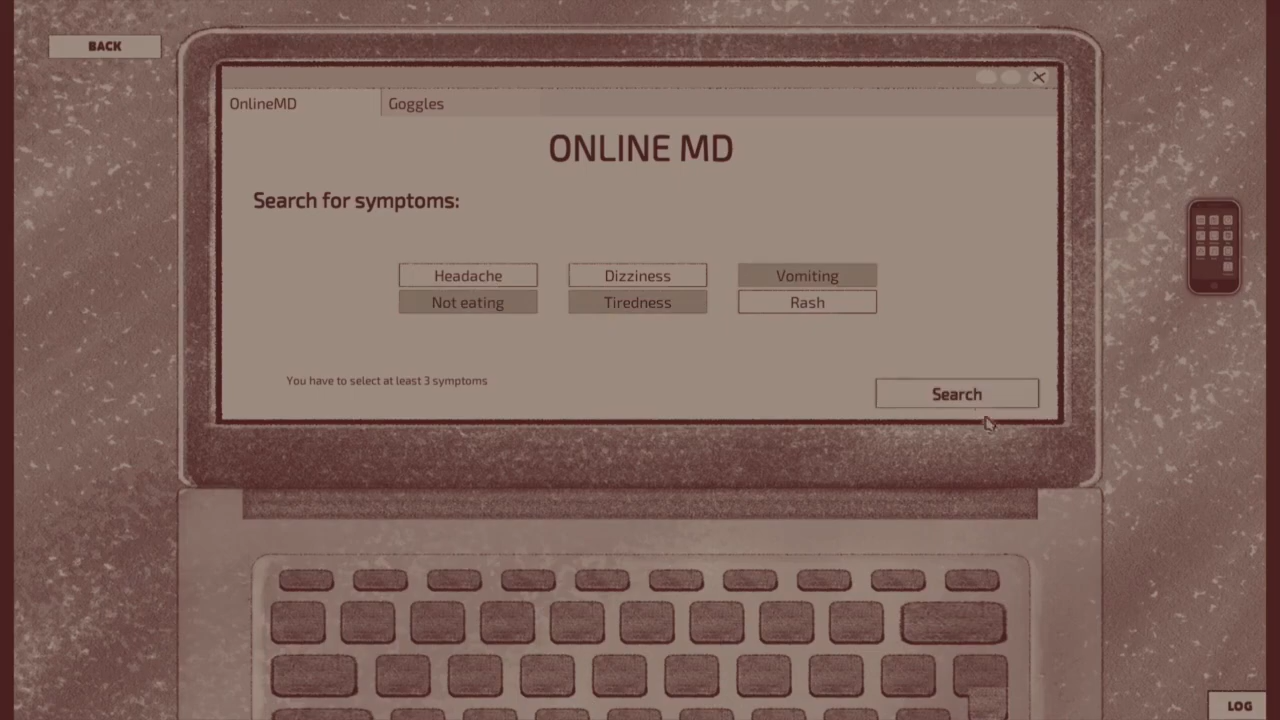 BACK
OnlineMD
Goggles
ONLINE MD
Search for symptoms:
Headache
Dizziness
Vomiting
Not eating
Tiredness
Rash
You have to select at least 3 symptoms
Search
LOG